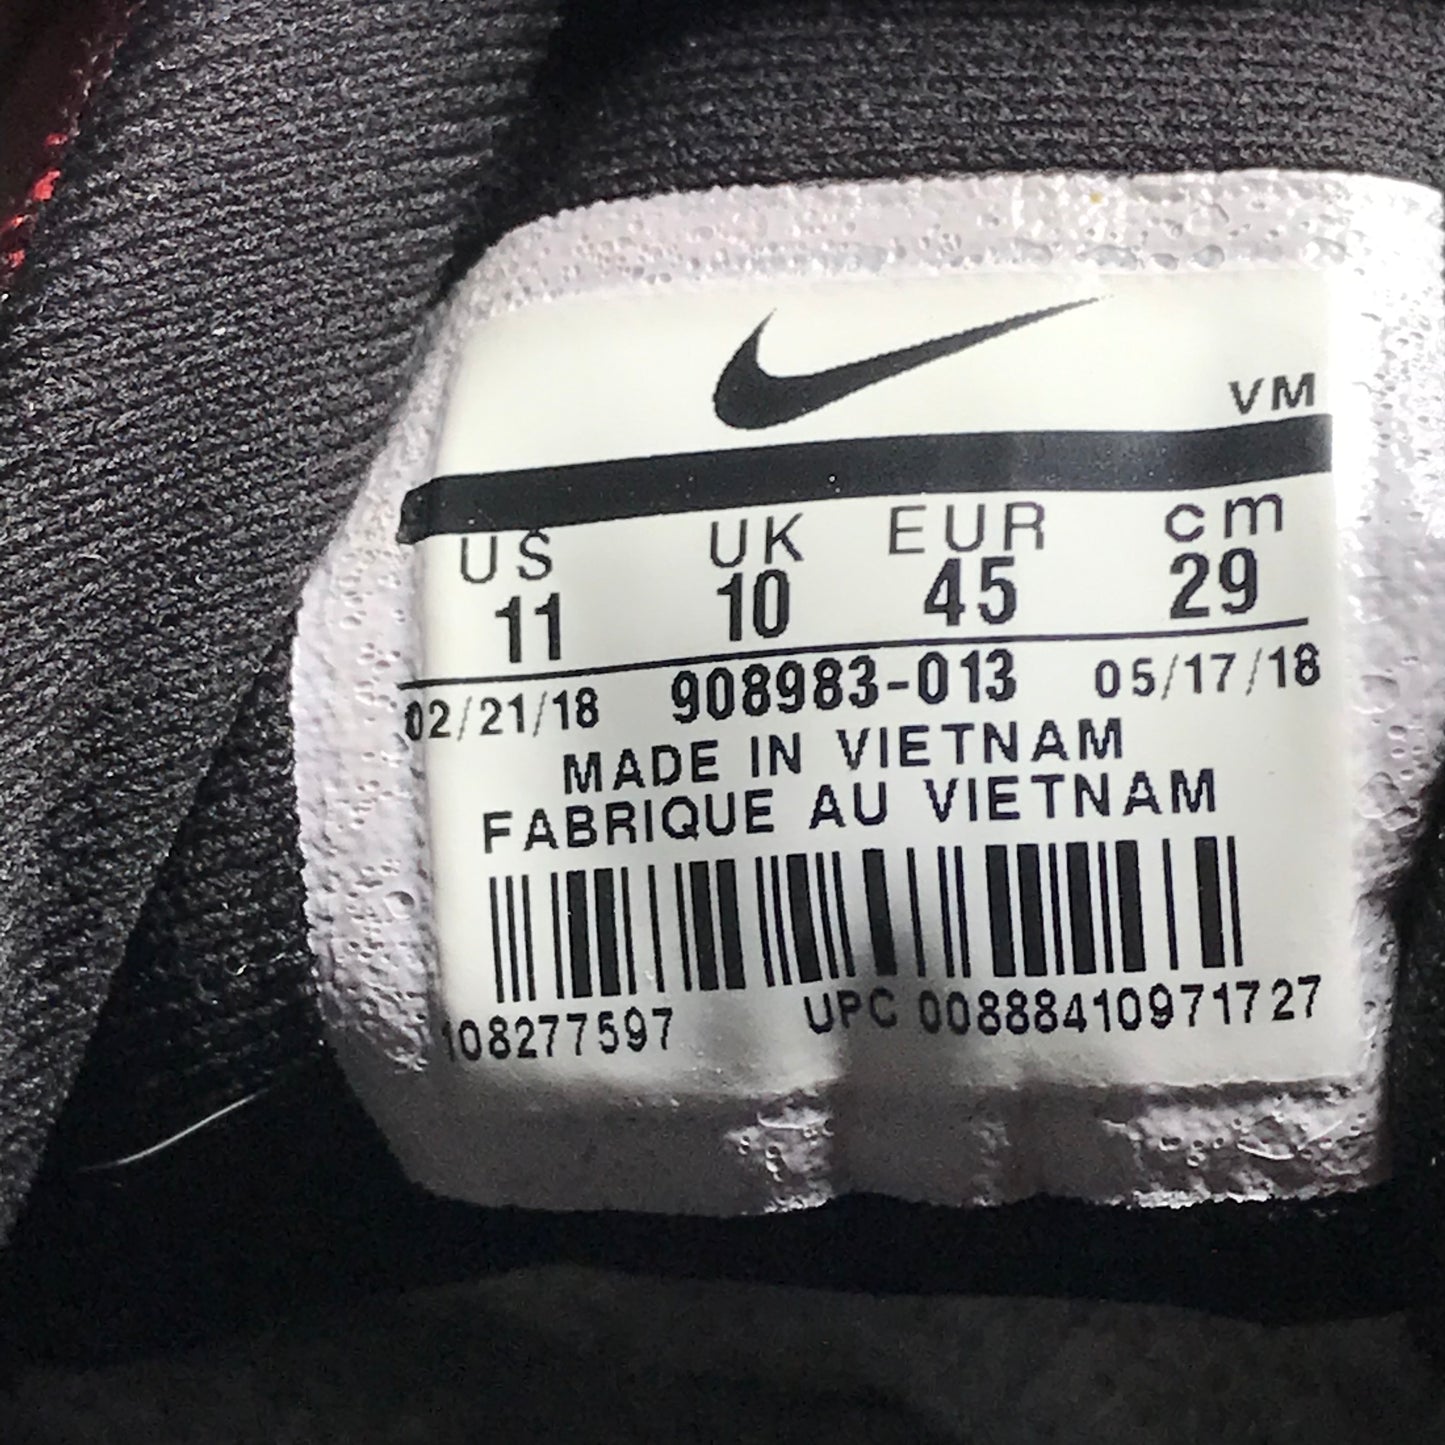 VM
US UK EUR cm
11 10 45 29
02/21/18 908983-013 05/17/18
MADE IN VIETNAM
FABRIQUE AU VIETNAM
108277597 UPC 00888410971727